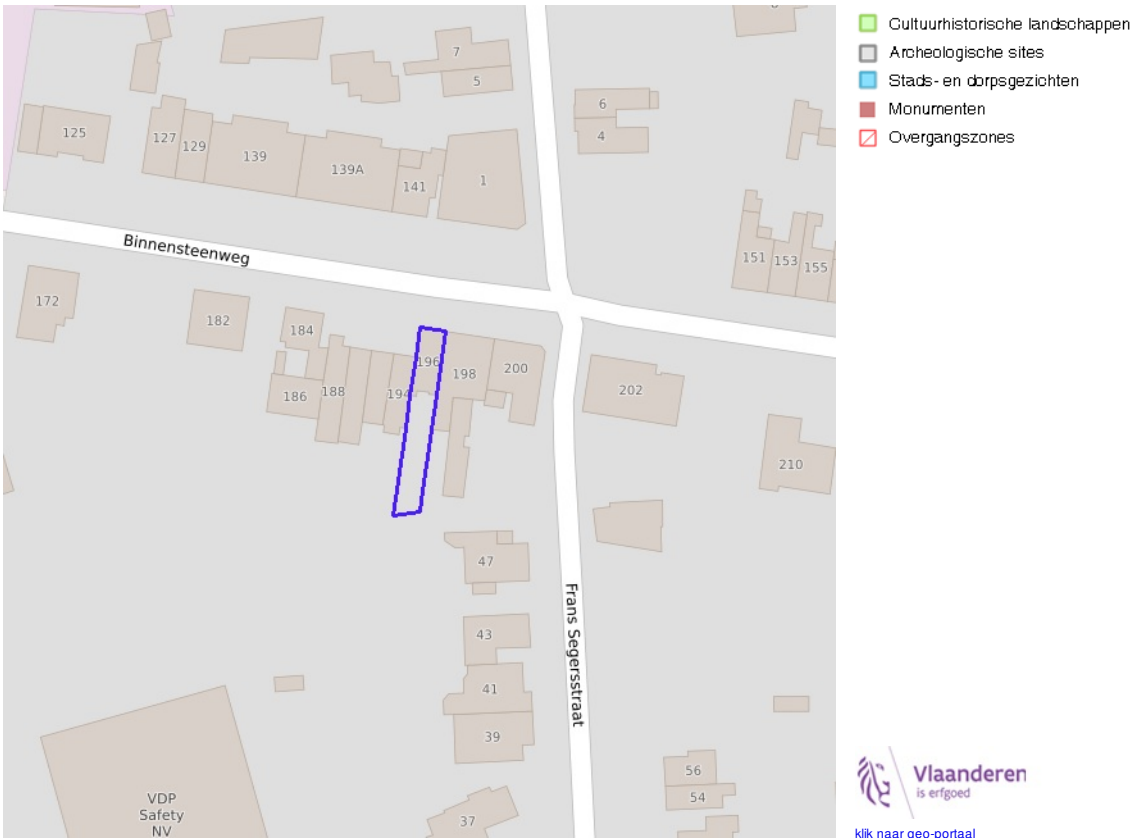 7
5
6
4
125
127
129
139
139A
141
1
151
153
155
Binnensteenweg
172
182
184
186
188
194
196
198
200
202
210
47
43
41
39
37
56
54
Frans Segersstraat
VDP
Safety
NV
Cultuurhistorische landschappen
Archeologische sites
Stads- en dorpsgezichten
Monumenten
Overgangszones
Vlaanderen
is erfgoed
klik naar geo-portaal